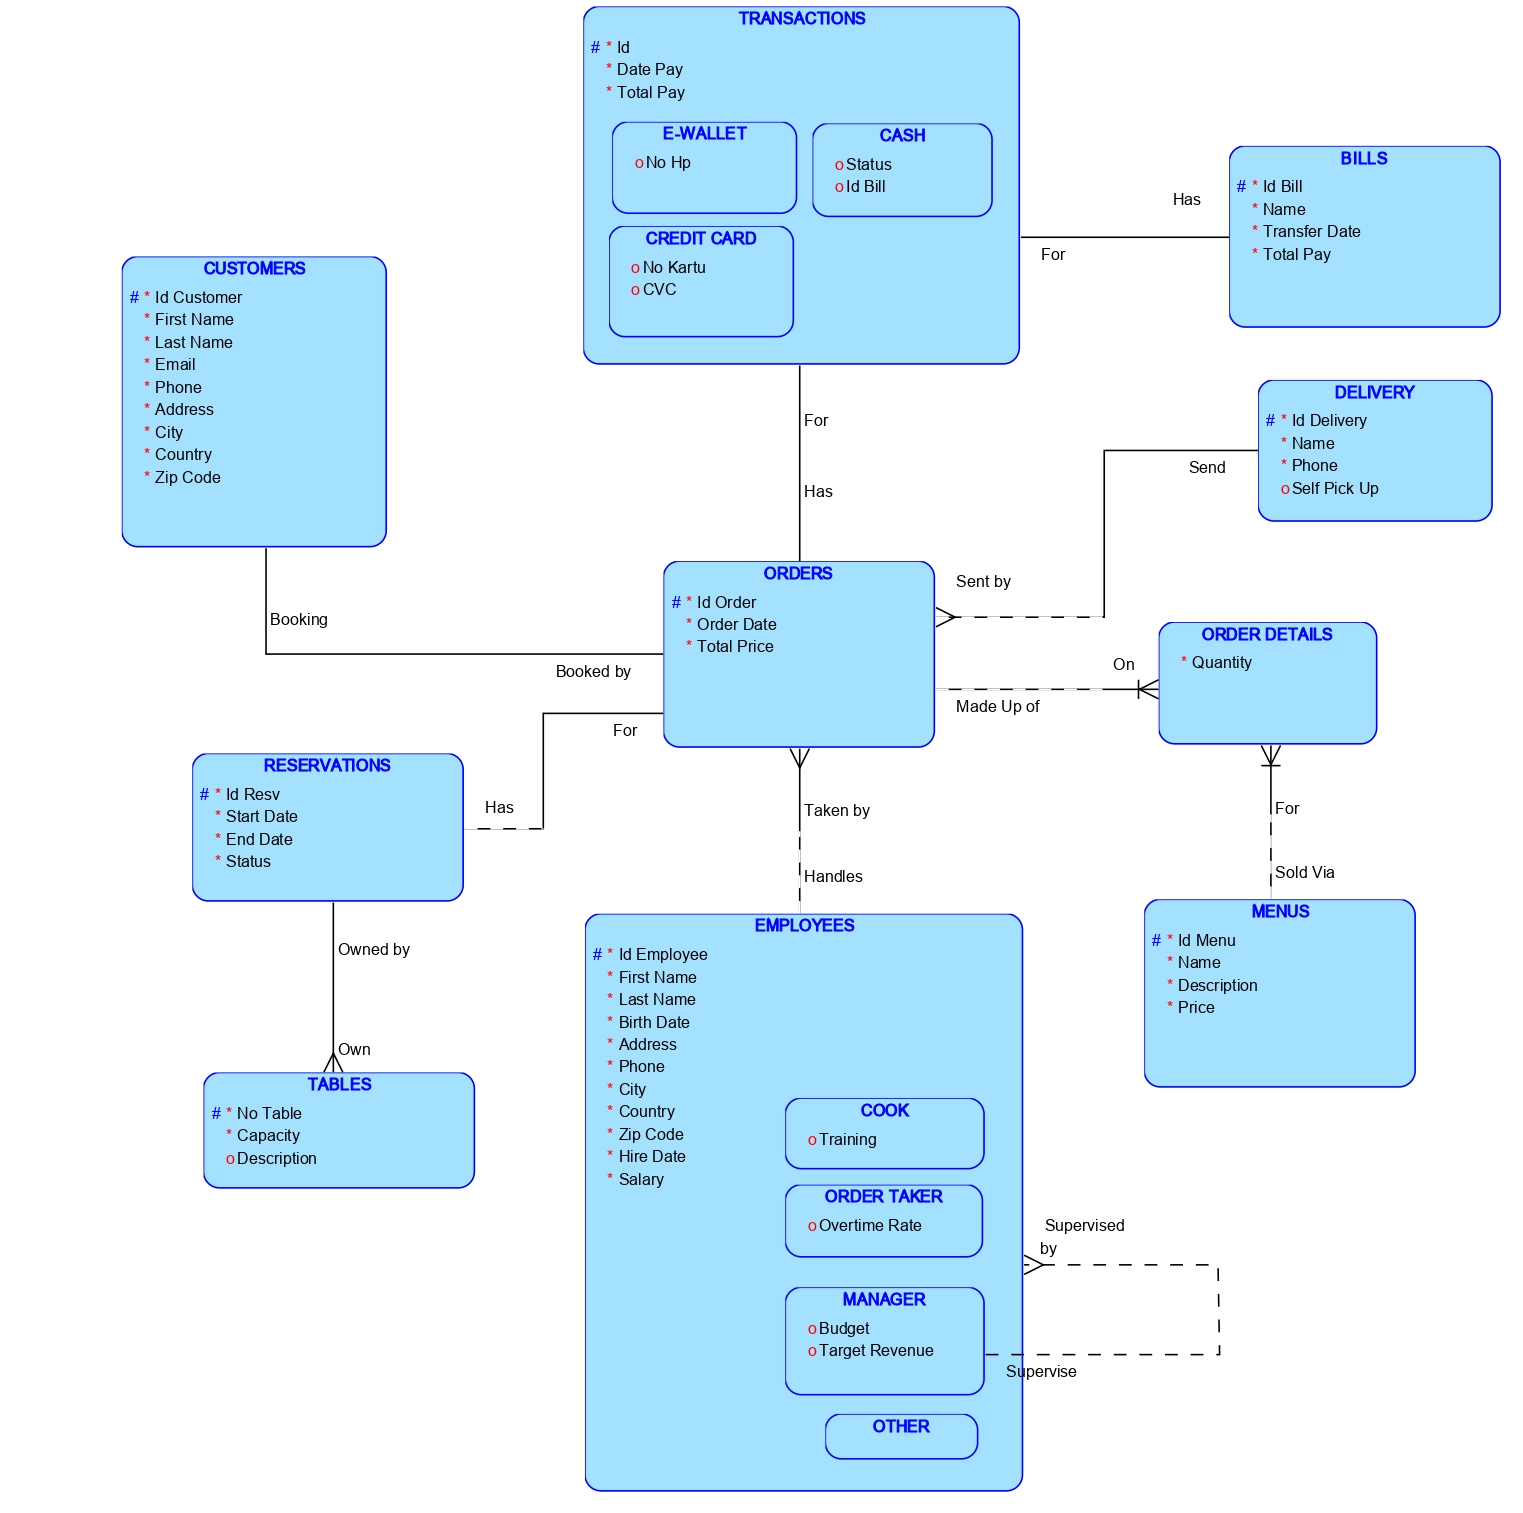 TRANSACTIONS
# * Id
* Date Pay
* Total Pay
E-WALLET
o No Hp
CASH
o Status
o Id Bill
CREDIT CARD
o No Kartu
o CVC
Has
For
BILLS
# * Id Bill
* Name
* Transfer Date
* Total Pay
CUSTOMERS
# * Id Customer
* First Name
* Last Name
* Email
* Phone
* Address
* City
* Country
* Zip Code
For
Has
DELIVERY
# * Id Delivery
* Name
* Phone
o Self Pick Up
Send
Sent by
Booking
Booked by
ORDERS
# * Id Order
* Order Date
* Total Price
On
Made Up of
ORDER DETAILS
* Quantity
For
Has
RESERVATIONS
# * Id Resv
* Start Date
* End Date
* Status
Taken by
Handles
For
Sold Via
MENUS
# * Id Menu
* Name
* Description
* Price
Owned by
Own
TABLES
# * No Table
* Capacity
o Description
EMPLOYEES
# * Id Employee
* First Name
* Last Name
* Birth Date
* Address
* Phone
* City
* Country
* Zip Code
* Hire Date
* Salary
COOK
o Training
ORDER TAKER
o Overtime Rate
MANAGER
o Budget
o Target Revenue
OTHER
Supervised
by
Supervise